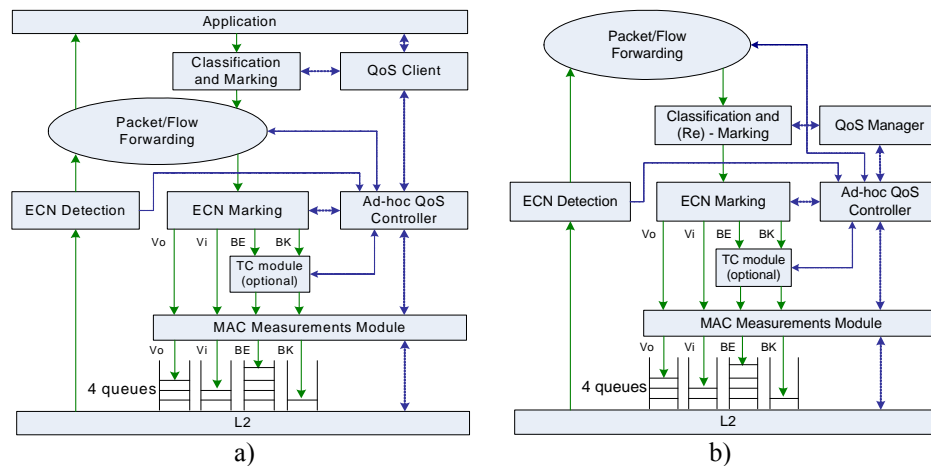 Application
Classification
and Marking
QoS Client
Packet/Flow
Forwarding
ECN Detection
ECN Marking
Ad-hoc QoS
Controller
Vo
Vi
BE
BK
TC module
(optional)
MAC Measurements Module
Vo
Vi
BE
BK
4 queues
L2
a)
Packet/Flow
Forwarding
Classification and
(Re) - Marking
QoS Manager
ECN Detection
ECN Marking
Ad-hoc QoS
Controller
Vo
Vi
BE
BK
TC module
(optional)
MAC Measurements Module
Vo
Vi
BE
BK
4 queues
L2
b)